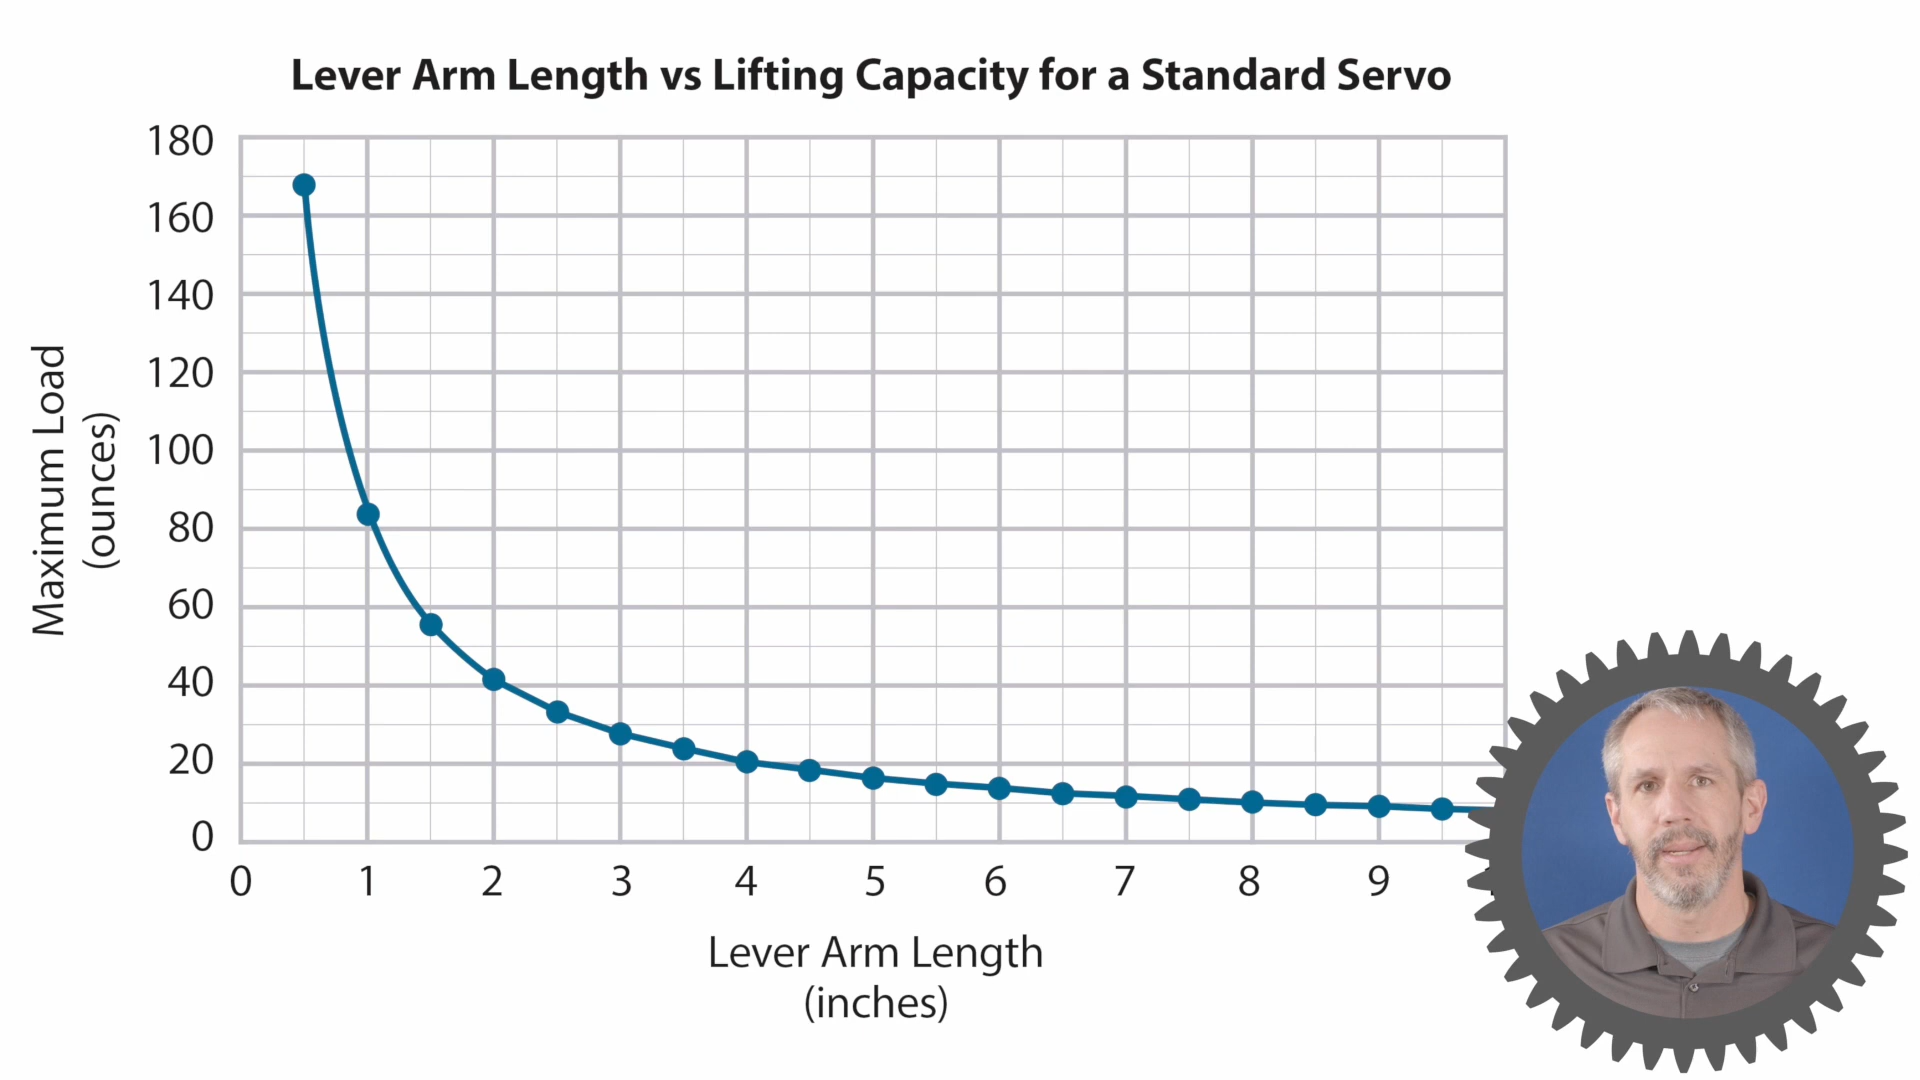 Lever Arm Length vs Lifting Capacity for a Standard Servo
180
160
140
120
100
80
60
40
20
0
Maximum Load
(ounces)
0 1 2 3 4 5 6 7 8 9
Lever Arm Length
(inches)